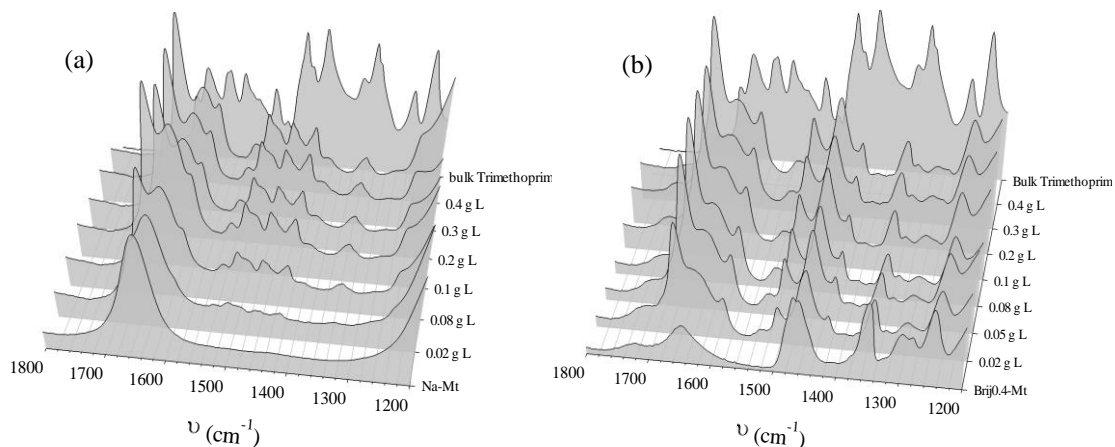 (a)
bulk Trimethoprim
0.4 g L
0.3 g L
0.2 g L
0.1 g L
0.08 g L
0.02 g L
Na-Mt
1800
1700
1600
1500
1400
1300
1200
υ (cm-1)
(b)
Bulk Trimethoprim
0.4 g L
0.3 g L
0.2 g L
0.1 g L
0.08 g L
0.05 g L
0.02 g L
Brij0.4-Mt
1800
1700
1600
1500
1400
1300
1200
υ (cm-1)